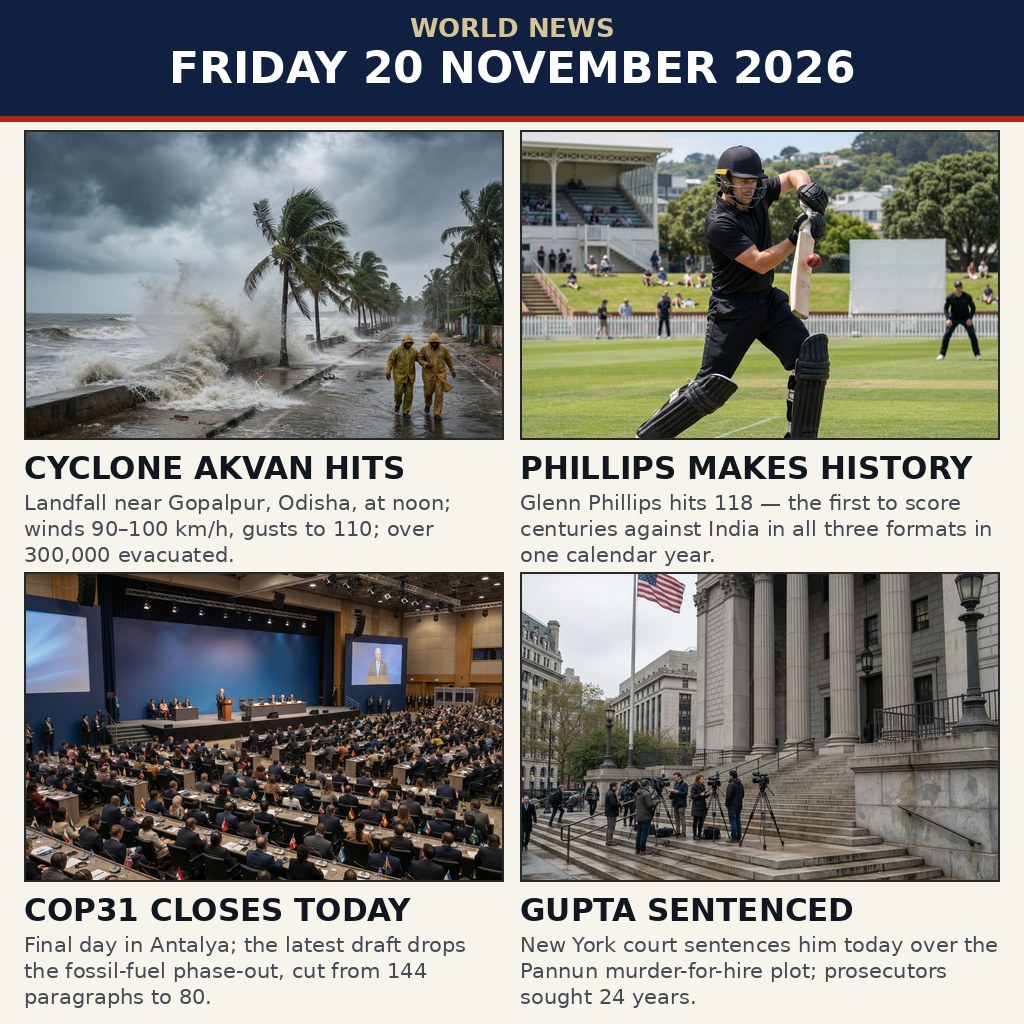 WORLD NEWS
FRIDAY 20 NOVEMBER 2026
CYCLONE AKVAN HITS
Landfall near Gopalpur, Odisha, at noon;
winds 90–100 km/h, gusts to 110; over
300,000 evacuated.
PHILLIPS MAKES HISTORY
Glenn Phillips hits 118 — the first to score
centuries against India in all three formats in
one calendar year.
COP31 CLOSES TODAY
Final day in Antalya; the latest draft drops
the fossil-fuel phase-out, cut from 144
paragraphs to 80.
GUPTA SENTENCED
New York court sentences him today over the
Pannun murder-for-hire plot; prosecutors
sought 24 years.